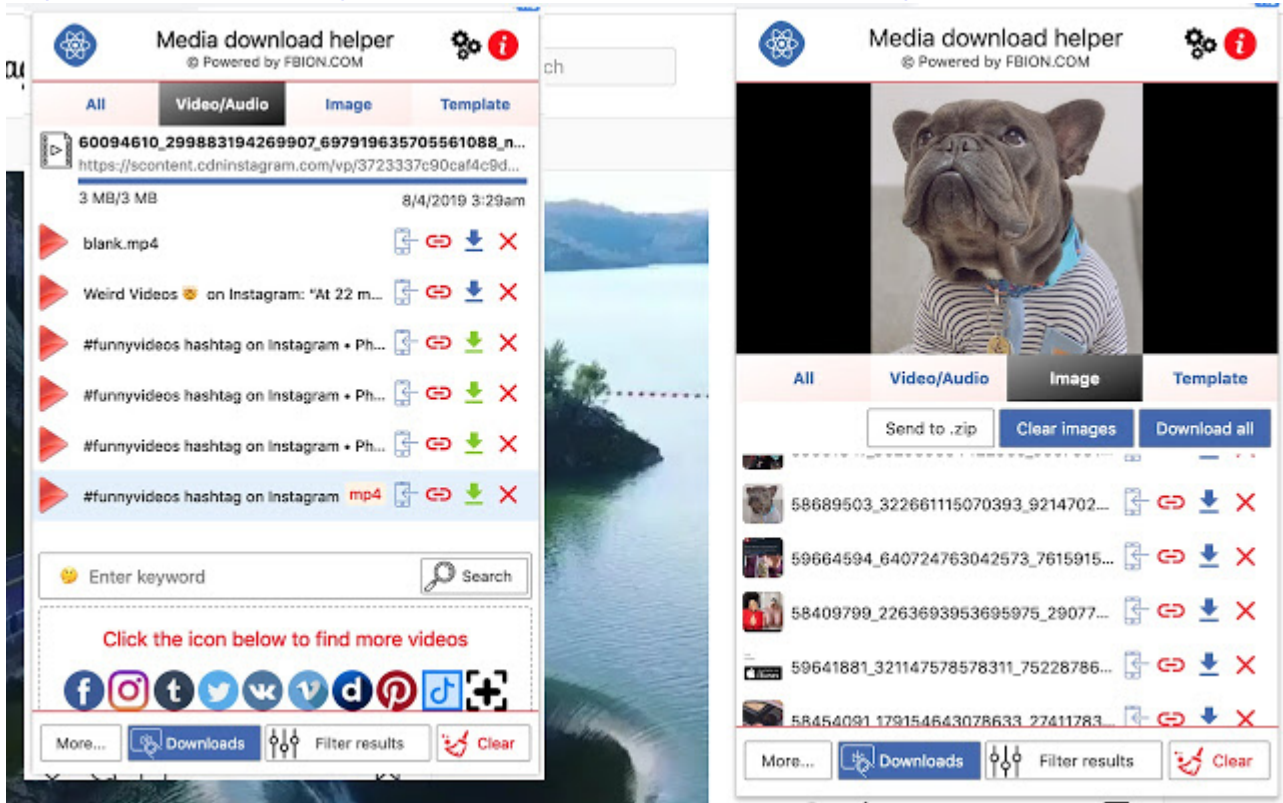 Media download helper
© Powered by FBION.COM
All Video/Audio Image Template
60094610_299883194269907_697919635705561088_n...
https://scontent.cdninstagram.com/vp/3723337c90caf4c9d...
3 MB/3 MB 8/4/2019 3:29am
blank.mp4
Weird Videos 🤯 on Instagram: "At 22 m...
#funnyvideos hashtag on Instagram • Ph...
#funnyvideos hashtag on Instagram • Ph...
#funnyvideos hashtag on Instagram • Ph...
#funnyvideos hashtag on Instagram mp4
🤔 Enter keyword Search
Click the icon below to find more videos
More... Downloads Filter results Clear
ch
Media download helper
© Powered by FBION.COM
All Video/Audio Image Template
Send to .zip Clear images Download all
58689503_322661115070393_9214702...
59664594_640724763042573_7615915...
58409799_2263693953695975_29077...
59641881_321147578578311_75228786...
58454091_179154643078633_27411783...
More... Downloads Filter results Clear